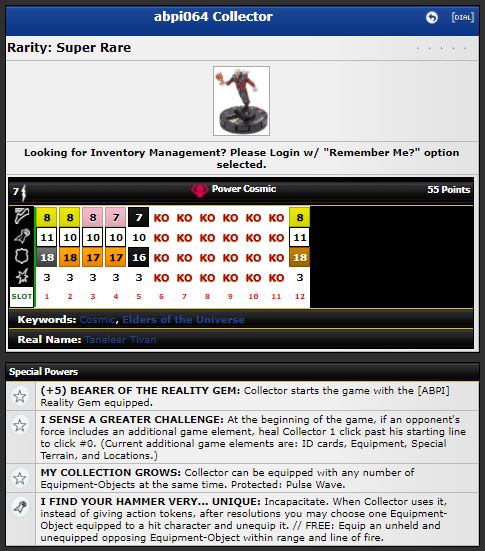 abpi064 Collector
[DIAL]
Rarity: Super Rare
Looking for Inventory Management? Please Login w/ "Remember Me?" option
selected.
7 Power Cosmic 55 Points
8 8 8 7 7 KO KO KO KO KO KO 8
11 10 10 10 10 KO KO KO KO KO KO 11
18 18 17 17 16 KO KO KO KO KO KO 18
3 3 3 3 3 KO KO KO KO KO KO 3
SLOT 1 2 3 4 5 6 7 8 9 10 11 12
Keywords: Cosmic, Elders of the Universe
Real Name: Taneleer Tivan
Special Powers
(+5) BEARER OF THE REALITY GEM: Collector starts the game with the [ABPI]
Reality Gem equipped.
I SENSE A GREATER CHALLENGE: At the beginning of the game, if an opponent's
force includes an additional game element, heal Collector 1 click past his starting line
to click #0. (Current additional game elements are: ID cards, Equipment, Special
Terrain, and Locations.)
MY COLLECTION GROWS: Collector can be equipped with any number of
Equipment-Objects at the same time. Protected: Pulse Wave.
I FIND YOUR HAMMER VERY... UNIQUE: Incapacitate. When Collector uses it,
instead of giving action tokens, after resolutions you may choose one Equipment-
Object equipped to a hit character and unequip it. // FREE: Equip an unheld and
unequipped opposing Equipment-Object within range and line of fire.